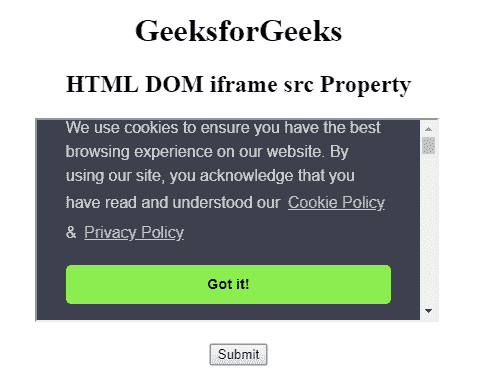 GeeksforGeeks
HTML DOM iframe src Property
We use cookies to ensure you have the best
browsing experience on our website. By
using our site, you acknowledge that you
have read and understood our Cookie Policy
& Privacy Policy
Got it!
Submit